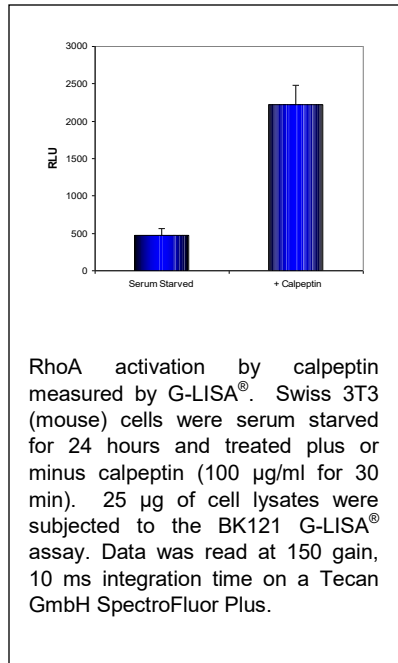 3000
2500
2000
1500
1000
500
0
RLU
Serum Starved + Calpeptin
RhoA activation by calpeptin
measured by G-LISA®. Swiss 3T3
(mouse) cells were serum starved
for 24 hours and treated plus or
minus calpeptin (100 µg/ml for 30
min). 25 µg of cell lysates were
subjected to the BK121 G-LISA®
assay. Data was read at 150 gain,
10 ms integration time on a Tecan
GmbH SpectroFluor Plus.